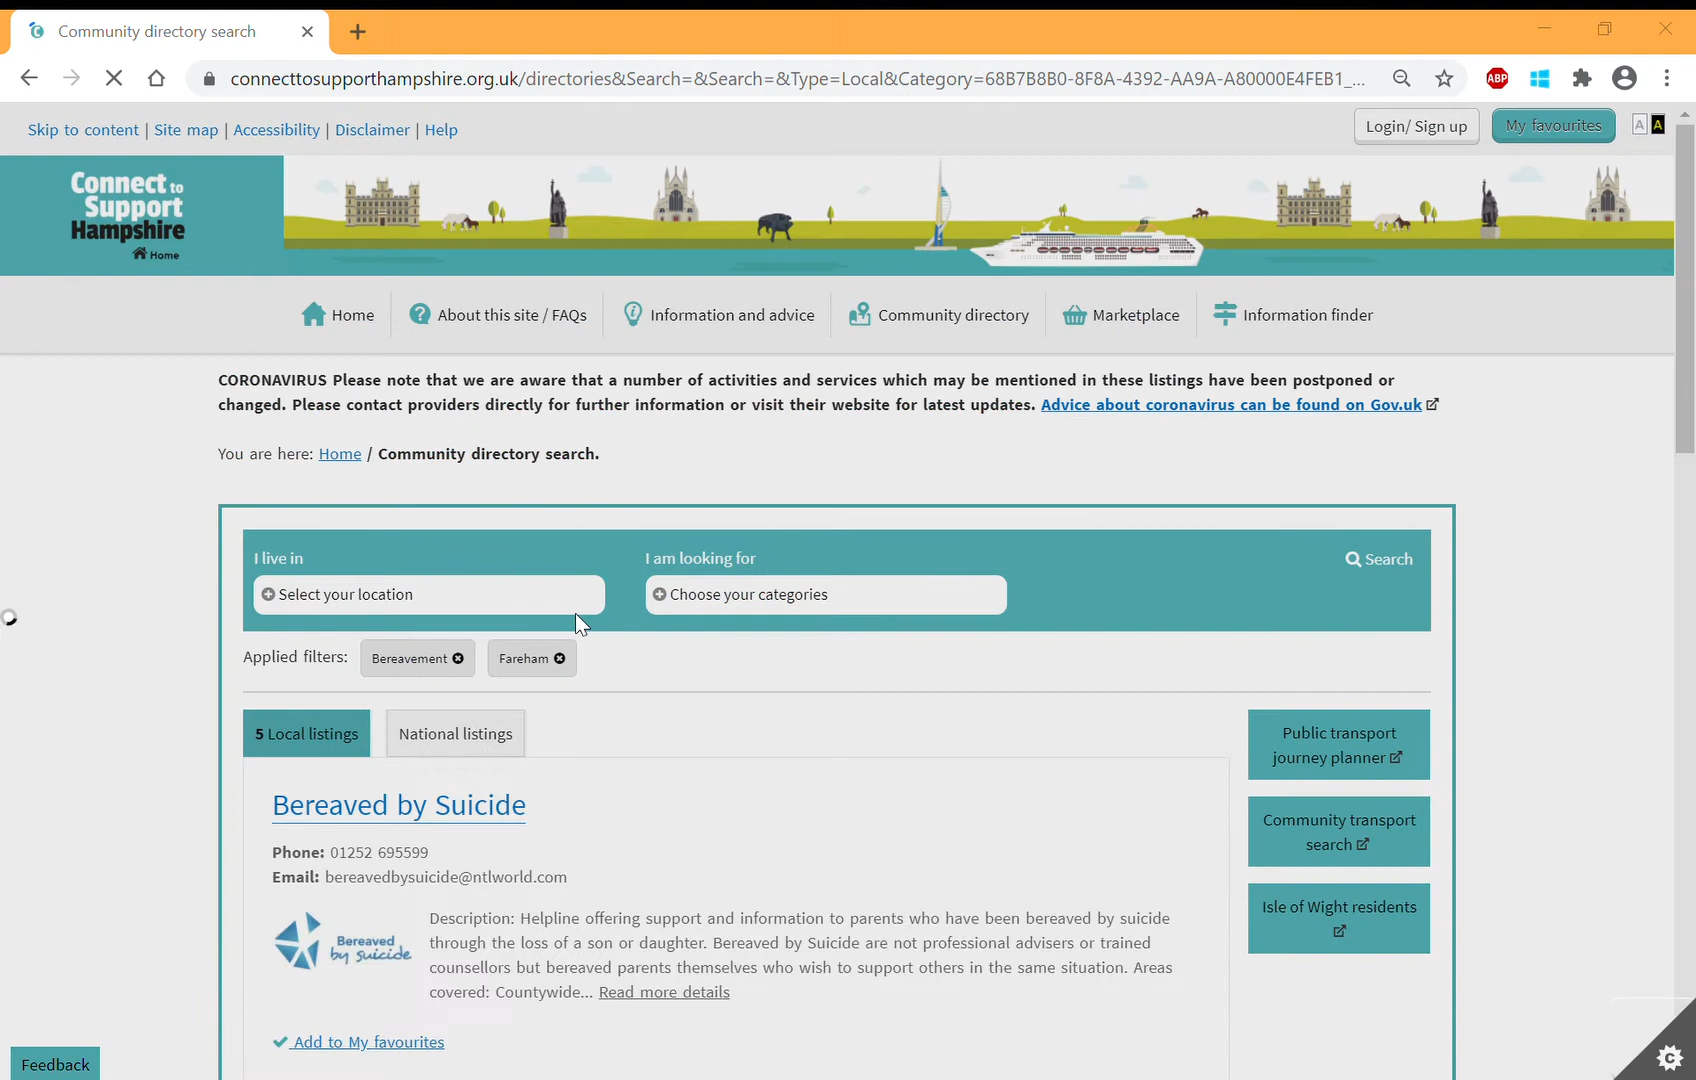 Community directory search
connecttosupporthampshire.org.uk/directories&Search=&Search=&Type=Local&Category=68B7B8B0-8F8A-4392-AA9A-A80000E4FEB1_...
ABP
Skip to content | Site map | Accessibility | Disclaimer | Help
Login/ Sign up
My favourites
A A
Connect to
Support
Hampshire
Home
Home
About this site / FAQs
Information and advice
Community directory
Marketplace
Information finder
CORONAVIRUS Please note that we are aware that a number of activities and services which may be mentioned in these listings have been postponed or
changed. Please contact providers directly for further information or visit their website for latest updates. Advice about coronavirus can be found on Gov.uk
You are here: Home / Community directory search.
I live in
I am looking for
Search
Select your location
Choose your categories
Applied filters: Bereavement Fareham
5 Local listings
National listings
Public transport
journey planner
Bereaved by Suicide
Community transport
search
Phone: 01252 695599
Email: bereavedbysuicide@ntlworld.com
Isle of Wight residents
Bereaved
by suicide
Description: Helpline offering support and information to parents who have been bereaved by suicide
through the loss of a son or daughter. Bereaved by Suicide are not professional advisers or trained
counsellors but bereaved parents themselves who wish to support others in the same situation. Areas
covered: Countywide... Read more details
Add to My favourites
Feedback